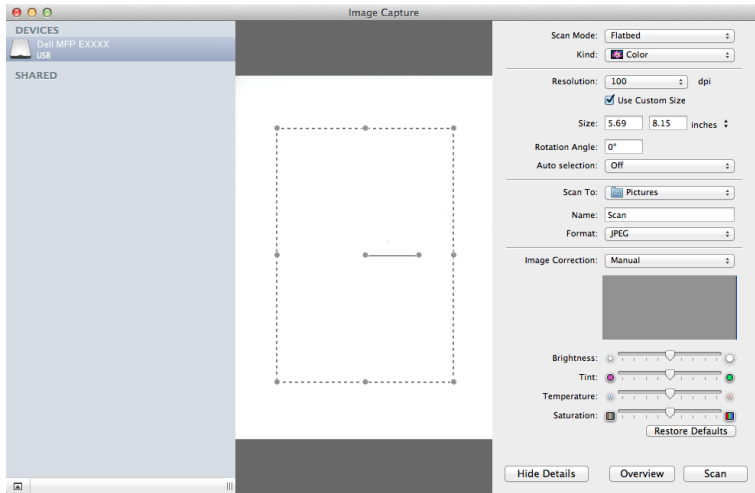 Image Capture
DEVICES
Dell MFP EXXXX
USB
SHARED
Scan Mode: Flatbed
Kind: Color
Resolution: 100 dpi
Use Custom Size
Size: 5.69 8.15 inches
Rotation Angle: 0°
Auto selection: Off
Scan To: Pictures
Name: Scan
Format: JPEG
Image Correction: Manual
Brightness:
Tint:
Temperature:
Saturation:
Restore Defaults
Hide Details Overview Scan